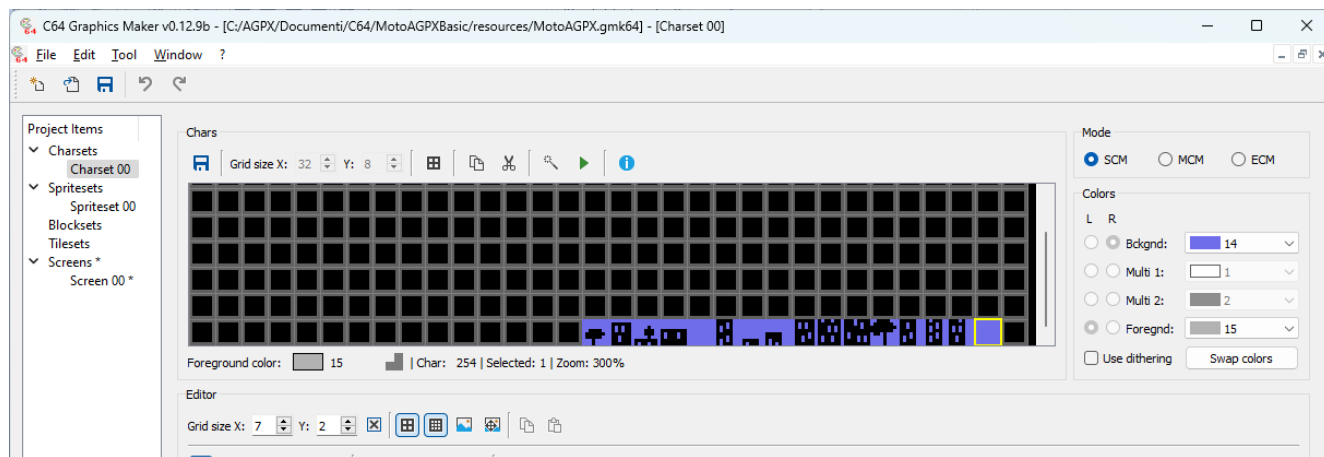 C64 Graphics Maker v0.12.9b - [C:/AGPX/Documenti/C64/MotoAGPXBasic/resources/MotoAGPX.gmk64] - [Charset 00]
File Edit Tool Window ?
Project Items
Charsets
Charset 00
Spritesets
Spriteset 00
Blocksets
Tilesets
Screens *
Screen 00 *
Chars
Grid size X: 32 Y: 8
Foreground color: 15 | Char: 254 | Selected: 1 | Zoom: 300%
Editor
Grid size X: 7 Y: 2
Mode
SCM MCM ECM
Colors
L R
Bckgnd: 14
Multi 1: 1
Multi 2: 2
Foregnd: 15
Use dithering Swap colors